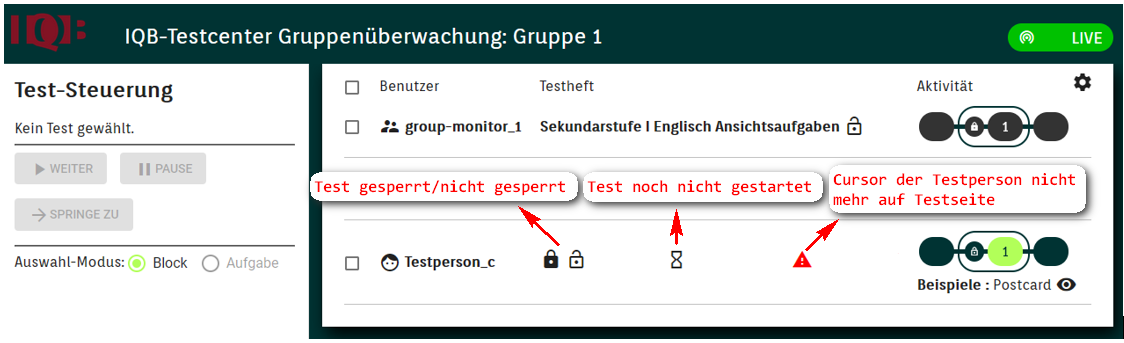 IQB
IQB-Testcenter Gruppenüberwachung: Gruppe 1
LIVE
Test-Steuerung
Kein Test gewählt.
WEITER
PAUSE
SPRINGE ZU
Auswahl-Modus:
Block
Aufgabe
Benutzer
Testheft
Aktivität
group-monitor_1
Sekundarstufe I Englisch Ansichtsaufgaben
1
Test gesperrt/nicht gesperrt
Test noch nicht gestartet
Cursor der Testperson nicht
mehr auf Testseite
Testperson_c
1
Beispiele : Postcard